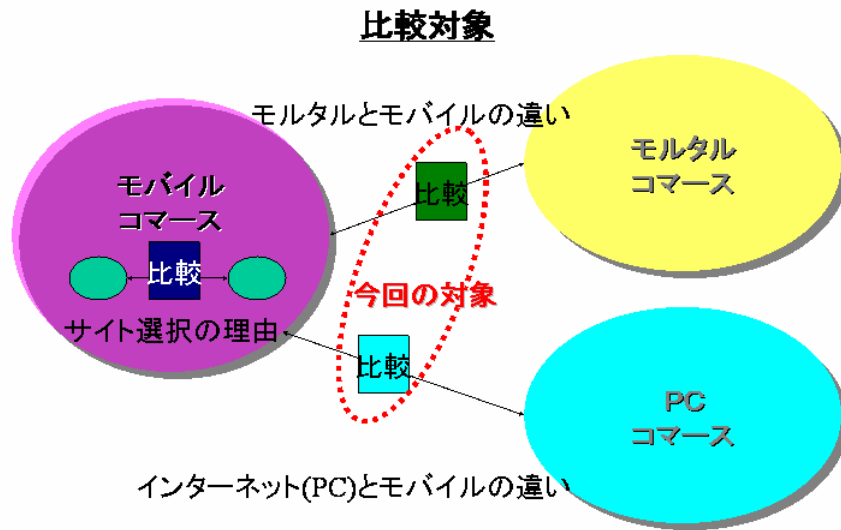 比較対象
モルタルとモバイルの違い
モルタル
コマース
モバイル
コマース
比較
比較
サイト選択の理由
今回の対象
比較
PC
コマース
インターネット(PC)とモバイルの違い